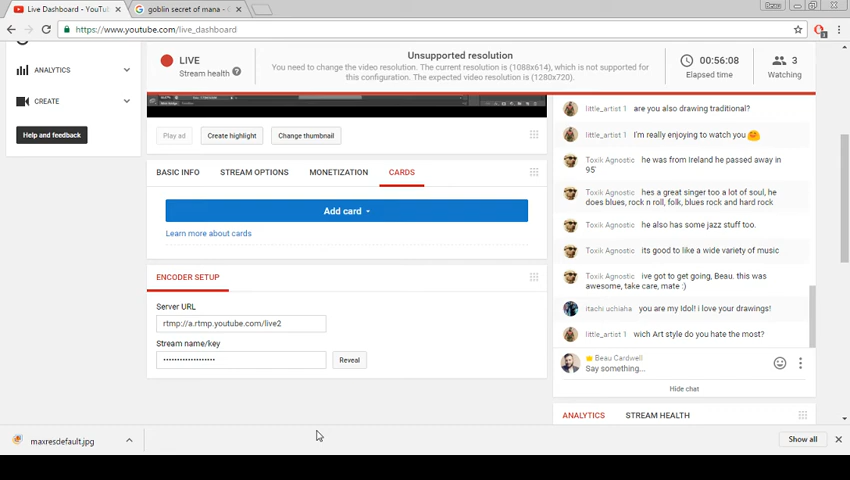 Live Dashboard - YouTu
goblin secret of mana - G
Beau
https://www.youtube.com/live_dashboard
LIVE
Stream health
Unsupported resolution
You need to change the video resolution. The current resolution is (1088x614), which is not supported for
this configuration. The expected video resolution is (1280x720).
00:56:08
Elapsed time
3
Watching
ANALYTICS
CREATE
Help and feedback
Play ad
Create highlight
Change thumbnail
BASIC INFO
STREAM OPTIONS
MONETIZATION
CARDS
Add card
Learn more about cards
ENCODER SETUP
Server URL
rtmp://a.rtmp.youtube.com/live2
Stream name/key
••••••••••••••••••••
Reveal
little_artist 1 are you also drawing traditional?
little_artist 1 I'm really enjoying to watch you
Toxik Agnostic he was from Ireland he passed away in
95'
Toxik Agnostic hes a great singer too a lot of soul, he
does blues, rock n roll, folk, blues rock and hard rock
Toxik Agnostic he also has some jazz stuff too.
Toxik Agnostic its good to like a wide variety of music
Toxik Agnostic ive got to get going, Beau. this was
awesome, take care, mate :)
itachi uchiaha you are my Idol! i love your drawings!
little_artist 1 wich Art style do you hate the most?
Beau Cardwell
Say something...
Hide chat
ANALYTICS
STREAM HEALTH
maxresdefault.jpg
Show all